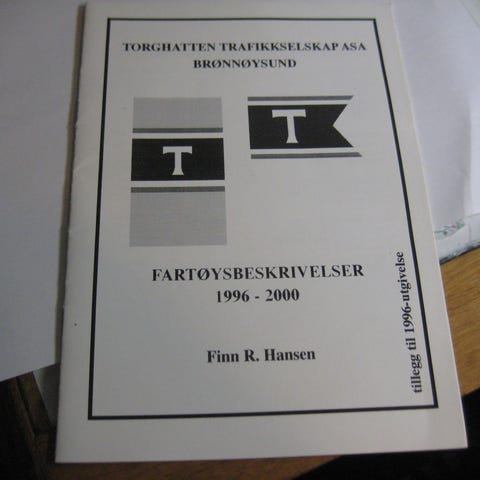 TORGHATTEN TRAFIKKSELSKAP ASA
BRØNNØYSUND
T
T
FARTØYSBESKRIVELSER
1996 - 2000
Finn R. Hansen
tillegg til 1996-utgivelse